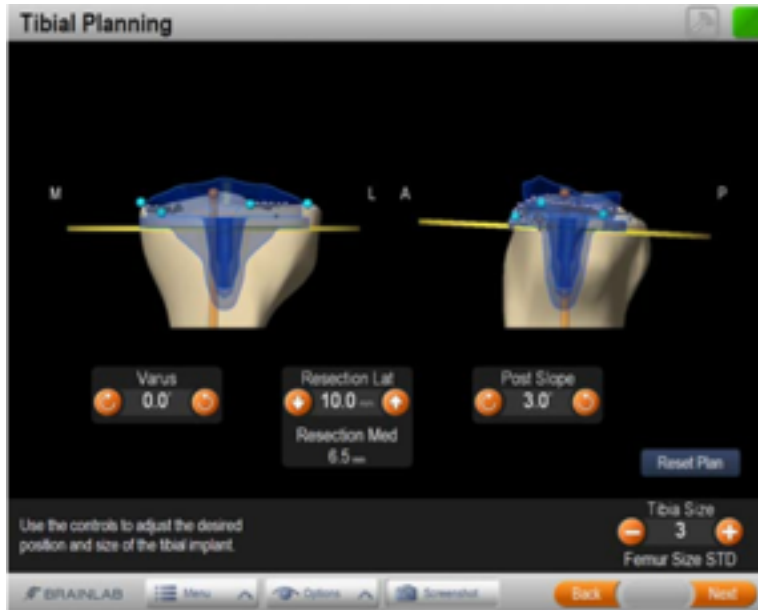 Tibial Planning
M L A P
Varus
0.0°
Resection Lat
10.0 mm
Resection Med
6.5 mm
Post Slope
3.0°
Reset Plan
Use the controls to adjust the desired
position and size of the tibial implant.
Tibia Size
3
Femur Size STD
BRAINLAB Menu Options Screenshot Back Next